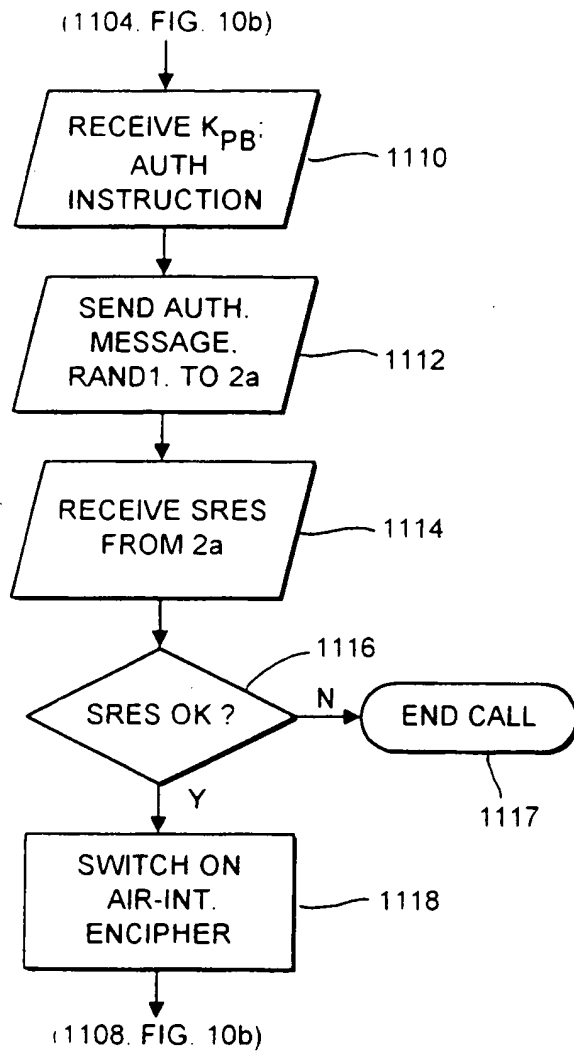 (1104. FIG. 10b)
RECEIVE KPB;
AUTH
INSTRUCTION
1110
SEND AUTH.
MESSAGE.
RAND1. TO 2a
1112
RECEIVE SRES
FROM 2a
1114
1116
SRES OK ?
N
END CALL
1117
Y
SWITCH ON
AIR-INT.
ENCIPHER
1118
(1108. FIG. 10b)